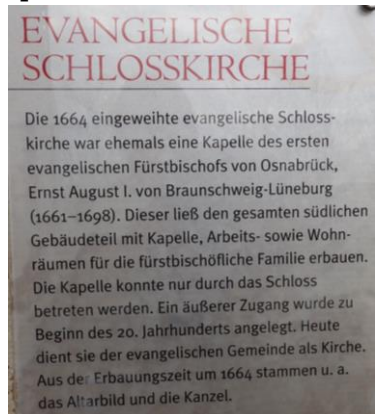 EVANGELISCHE
SCHLOSSKIRCHE
Die 1664 eingeweihte evangelische Schloss-
kirche war ehemals eine Kapelle des ersten
evangelischen Fürstbischofs von Osnabrück,
Ernst August I. von Braunschweig-Lüneburg
(1661–1698). Dieser ließ den gesamten südlichen
Gebäudeteil mit Kapelle, Arbeits- sowie Wohn-
räumen für die fürstbischöfliche Familie erbauen.
Die Kapelle konnte nur durch das Schloss
betreten werden. Ein äußerer Zugang wurde zu
Beginn des 20. Jahrhunderts angelegt. Heute
dient sie der evangelischen Gemeinde als Kirche.
Aus der Erbauungszeit um 1664 stammen u. a.
das Altarbild und die Kanzel.